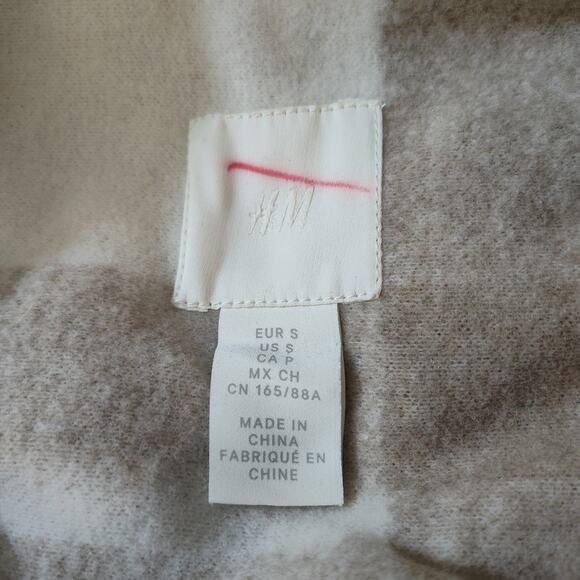 H&M
EUR S
US S
CA P
MX CH
CN 165/88A
MADE IN
CHINA
FABRIQUÉ EN
CHINE